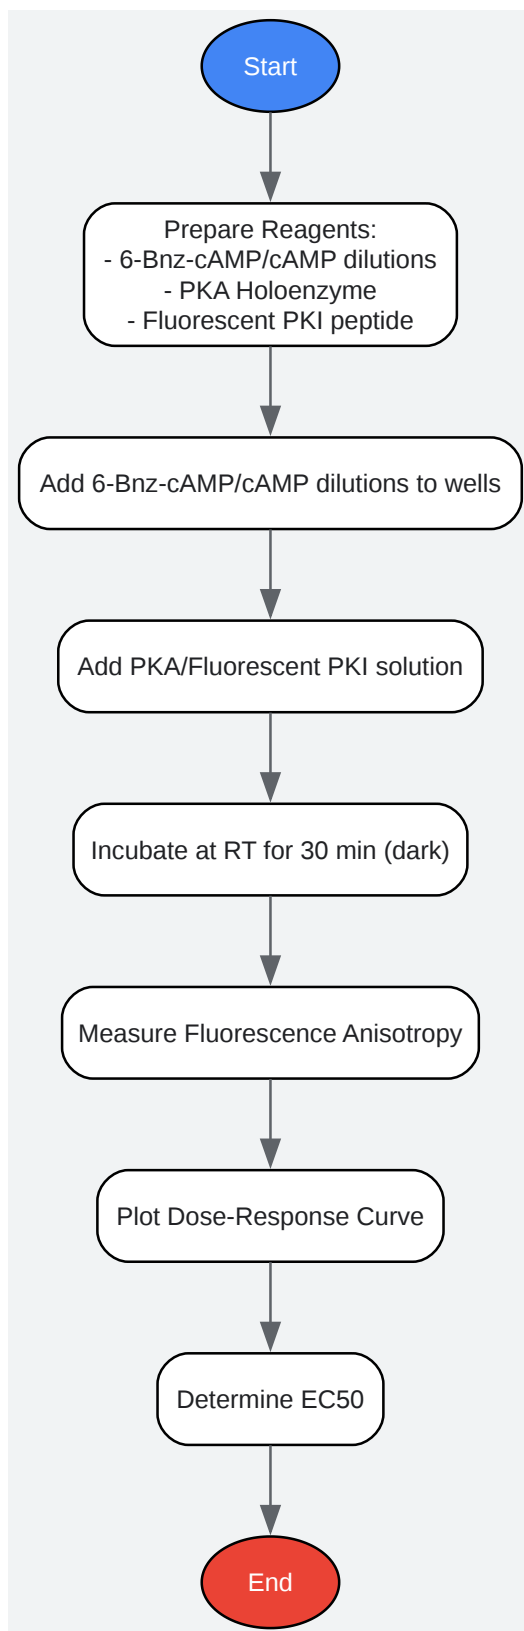 Start
Prepare Reagents:
- 6-Bnz-cAMP/cAMP dilutions
- PKA Holoenzyme
- Fluorescent PKI peptide
Add 6-Bnz-cAMP/cAMP dilutions to wells
Add PKA/Fluorescent PKI solution
Incubate at RT for 30 min (dark)
Measure Fluorescence Anisotropy
Plot Dose-Response Curve
Determine EC50
End